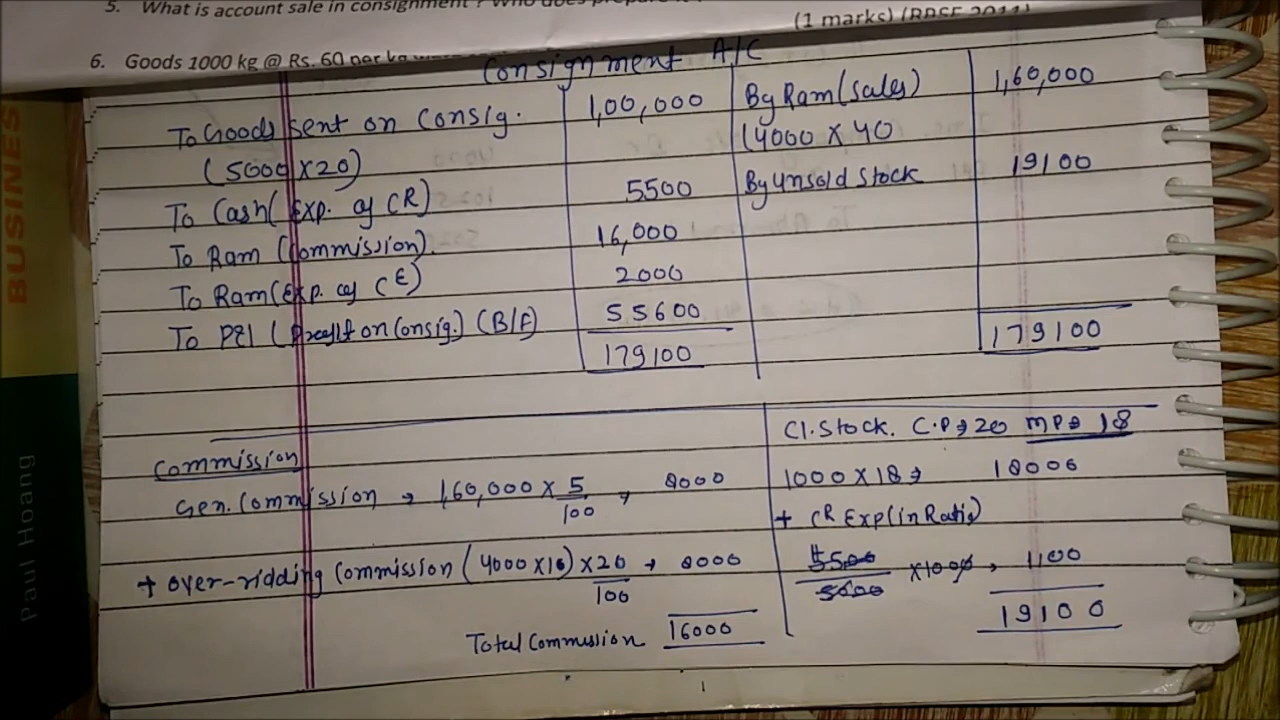 5. What is account sale in consignment ? Who does prepare it
(1 marks) (RBSE 2011)
6. Goods 1000 kg @ Rs. 60 per kg
Consignment A/C
To Goods sent on Consig. 1,00,000 By Ram (Sales) 1,60,000
(5000 X 20) (4000 X 40
To Cash( Exp. of CR) 5500 By Unsold Stock 19100
To Ram (Commission). 16,000
To Ram(Exp. of CE) 2000
To P&l ( Profit on Consig.) (B/F) 55600
179100 179100
Cl. Stock. C.P→ 20 MP→ 18
Commission
Gen. Commission → 1,60,000 X 5/100 → 8000 1000 X 18 → 18000
+ CR Exp(in Ratio)
+ Over-ridding Commission (4000 X 10) X 20/100 → 8000 5500/5000 X 1000 → 1100
Total Commission 16000 19100
BUSINES
Paul Hoang